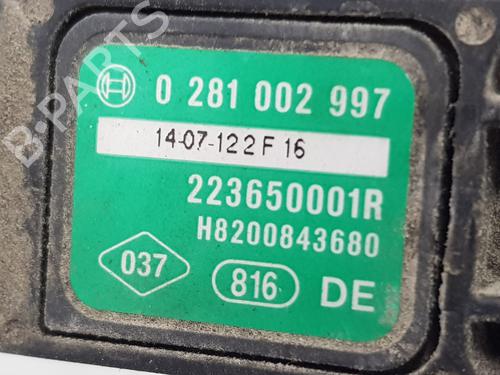 B-PARTS
0 281 002 997
14-07-12 2 F 16
223650001R
H8200843680
037
816 DE